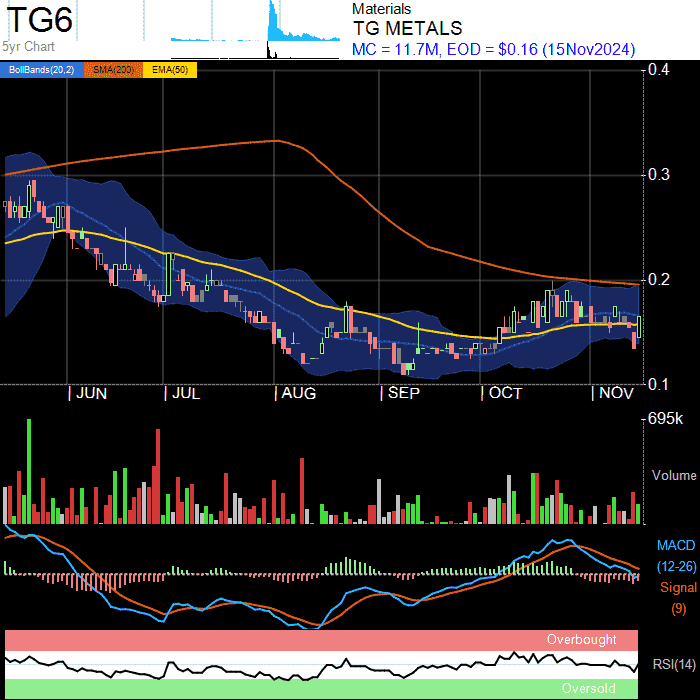 TG6
5yr Chart
Materials
TG METALS
MC = 11.7M, EOD = $0.16 (15Nov2024)
BollBands(20,2) SMA(200) EMA(50)
0.4
0.3
0.2
0.1
JUN JUL AUG SEP OCT NOV
695k
Volume
MACD
(12-26)
Signal
(9)
Overbought
RSI(14)
Oversold